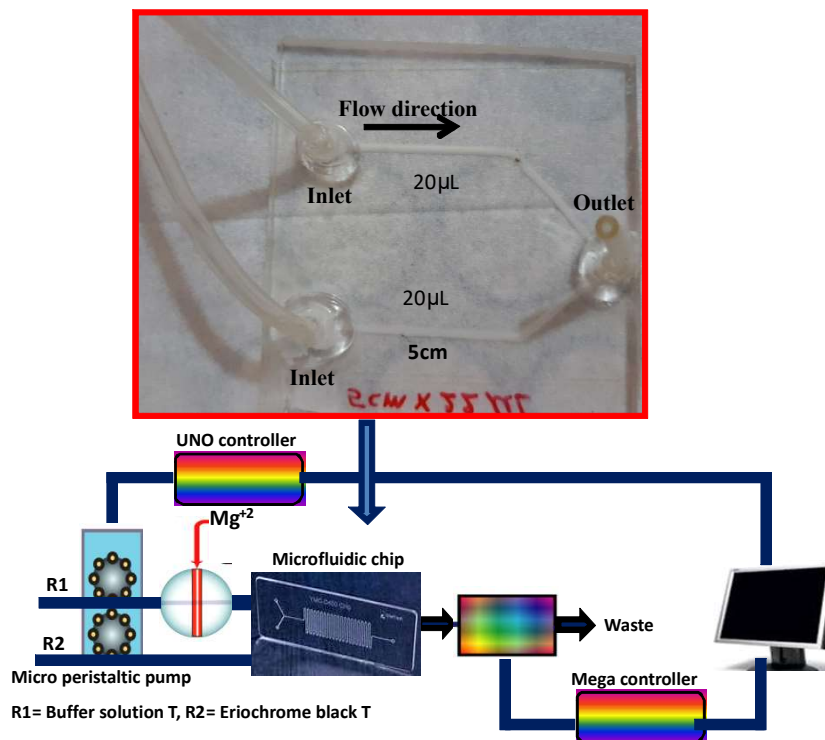 Flow direction
20µL
Inlet
Outlet
20µL
5cm
Inlet
UNO controller
Mg+2
Microfluidic chip
R1
R2
Waste
Micro peristaltic pump
Mega controller
R1= Buffer solution T, R2= Eriochrome black T